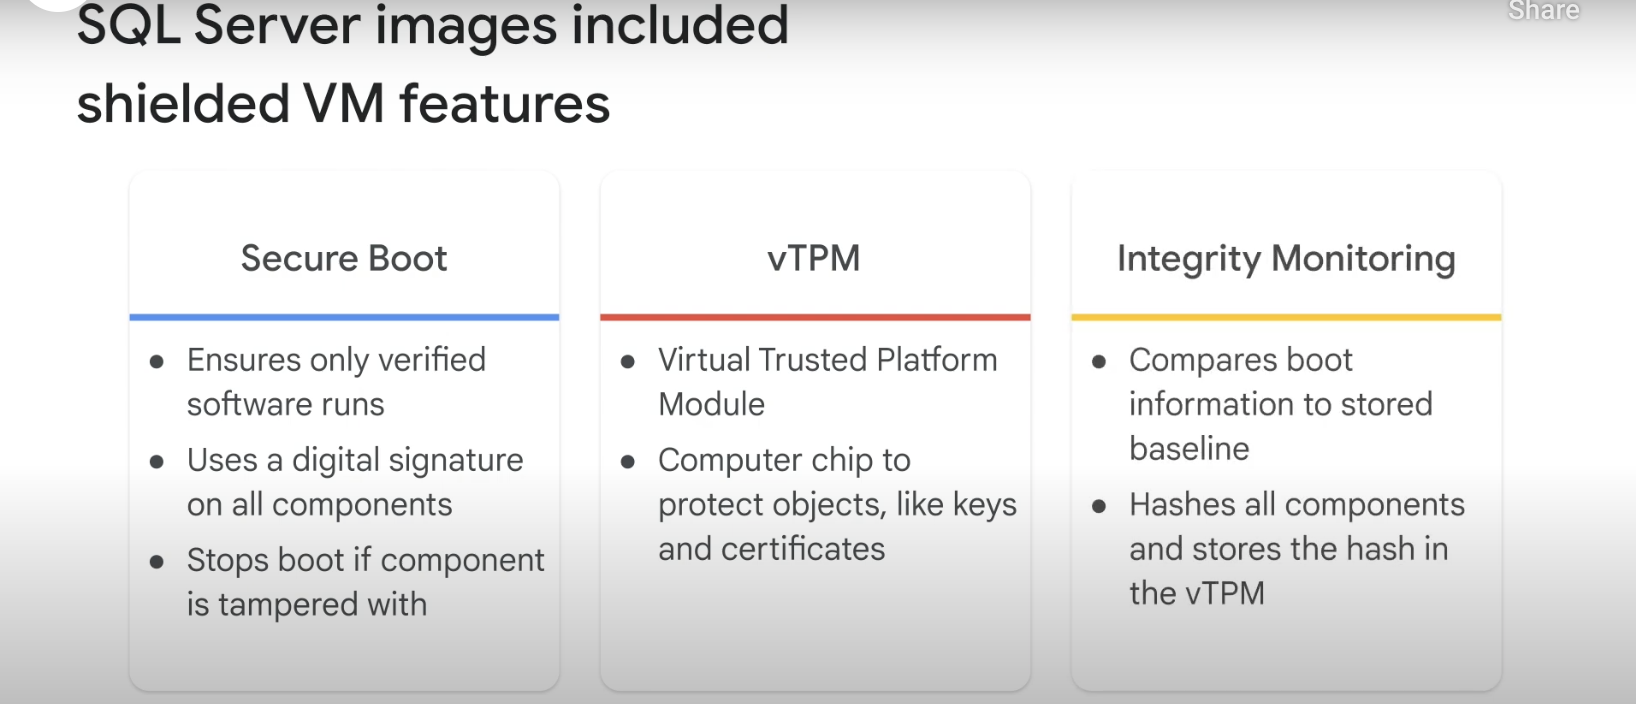 Share
SQL Server images included
shielded VM features
Secure Boot
● Ensures only verified
software runs
● Uses a digital signature
on all components
● Stops boot if component
is tampered with
vTPM
● Virtual Trusted Platform
Module
● Computer chip to
protect objects, like keys
and certificates
Integrity Monitoring
● Compares boot
information to stored
baseline
● Hashes all components
and stores the hash in
the vTPM